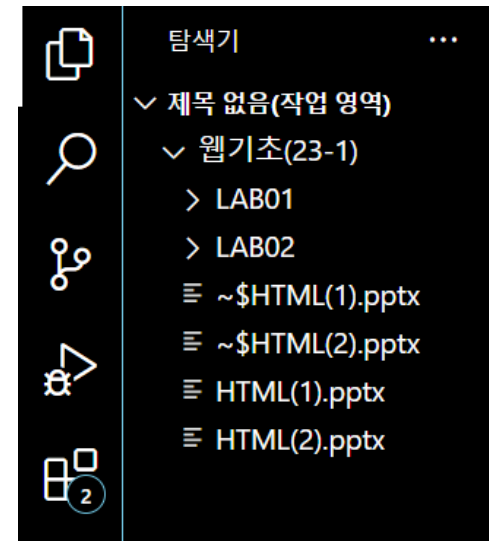 탐색기 ···
제목 없음(작업 영역)
웹기초(23-1)
LAB01
LAB02
~$HTML(1).pptx
~$HTML(2).pptx
HTML(1).pptx
HTML(2).pptx
2